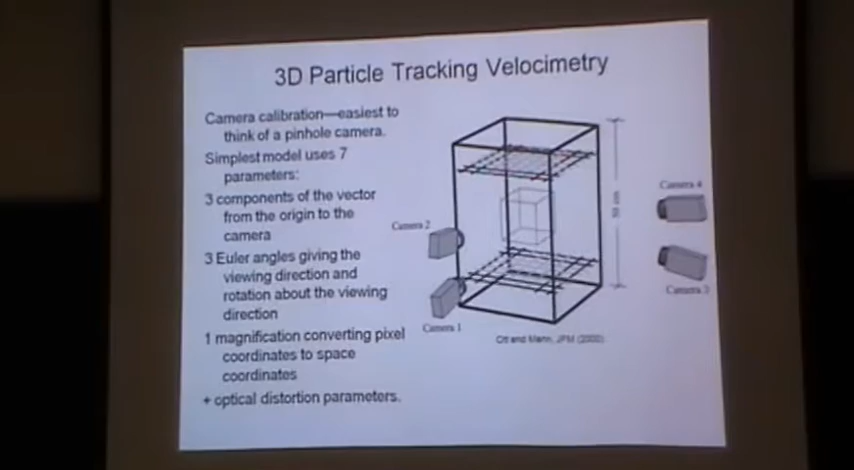 3D Particle Tracking Velocimetry
Camera calibration—easiest to
think of a pinhole camera.
Simplest model uses 7
parameters:
3 components of the vector
from the origin to the
camera
3 Euler angles giving the
viewing direction and
rotation about the viewing
direction
1 magnification converting pixel
coordinates to space
coordinates
+ optical distortion parameters.
Camera 2
Camera 1
Camera 4
Camera 3
cm
Ott and Mann, JFM (2000)